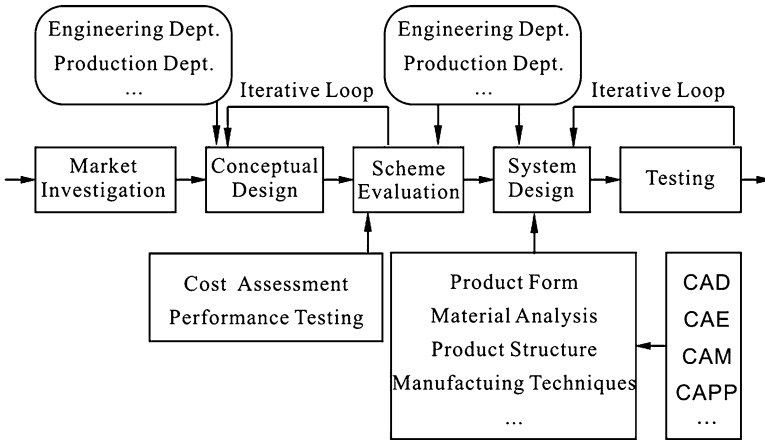 Engineering Dept.
Production Dept.
...
Engineering Dept.
Production Dept.
...
Iterative Loop
Iterative Loop
Market
Investigation
Conceptual
Design
Scheme
Evaluation
System
Design
Testing
Cost Assessment
Performance Testing
Product Form
Material Analysis
Product Structure
Manufactuing Techniques
...
CAD
CAE
CAM
CAPP
...